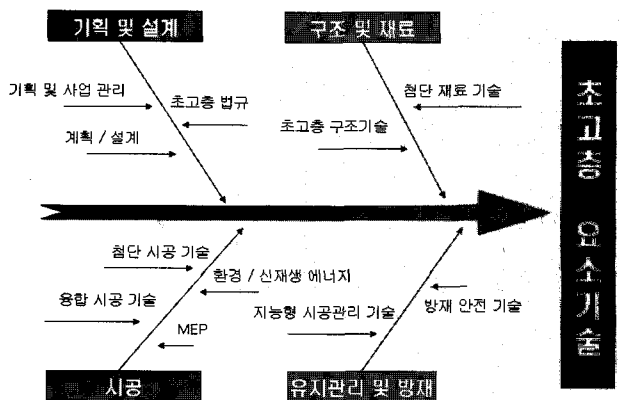 기획 및 설계
구조 및 재료
기획 및 사업 관리
초고층 법규
계획 / 설계
첨단 재료 기술
초고층 구조기술
초고층 요소기술
첨단 시공 기술
환경 / 신재생 에너지
융합 시공 기술
MEP
지능형 시공관리 기술
방재 안전 기술
시공
유지관리 및 방재